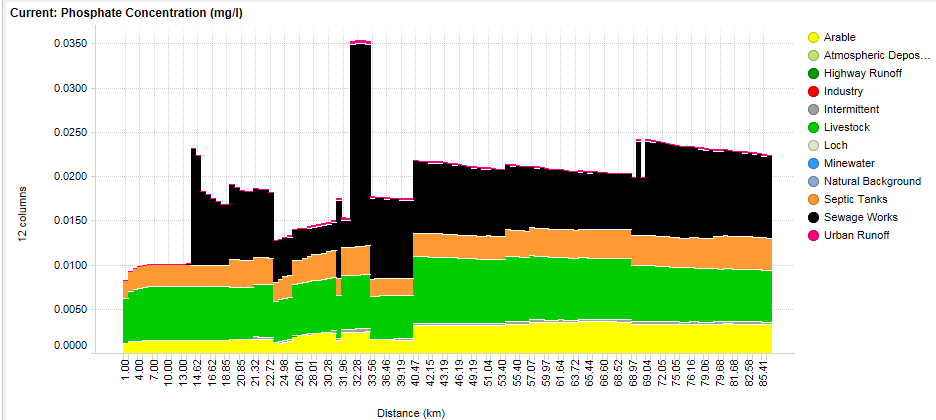 Current: Phosphate Concentration (mg/l)
0.0350
0.0300
0.0250
0.0200
0.0150
0.0100
0.0050
0.0000
12 columns
1.00 4.00 7.00 10.00 13.00 14.62 16.62 18.85 20.85 21.32 22.72 24.98 26.01 28.01 30.01 31.96 32.28 33.56 36.46 39.19 40.47 42.15 43.19 46.19 49.19 51.04 53.40 55.40 57.07 59.97 61.64 63.72 65.44 66.60 68.52 68.97 69.04 72.05 75.05 76.16 79.06 79.68 81.68 82.58 85.41
Distance (km)
Arable
Atmospheric Depos...
Highway Runoff
Industry
Intermittent
Livestock
Loch
Minewater
Natural Background
Septic Tanks
Sewage Works
Urban Runoff